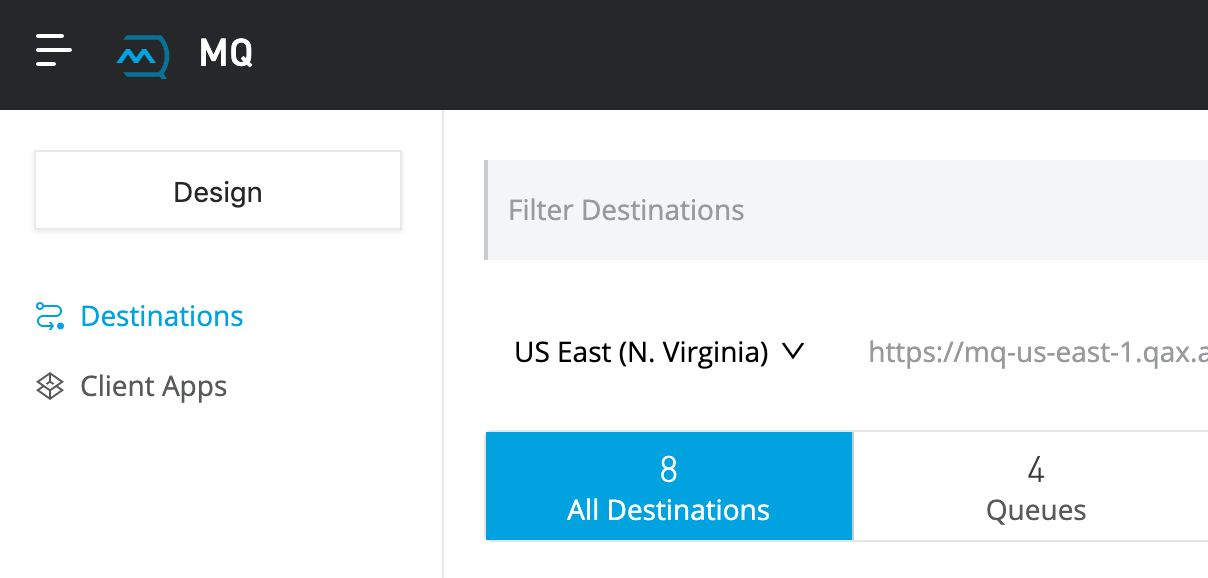 MQ
Design
Destinations
Client Apps
Filter Destinations
US East (N. Virginia) https://mq-us-east-1.qax.a
8
All Destinations
4
Queues